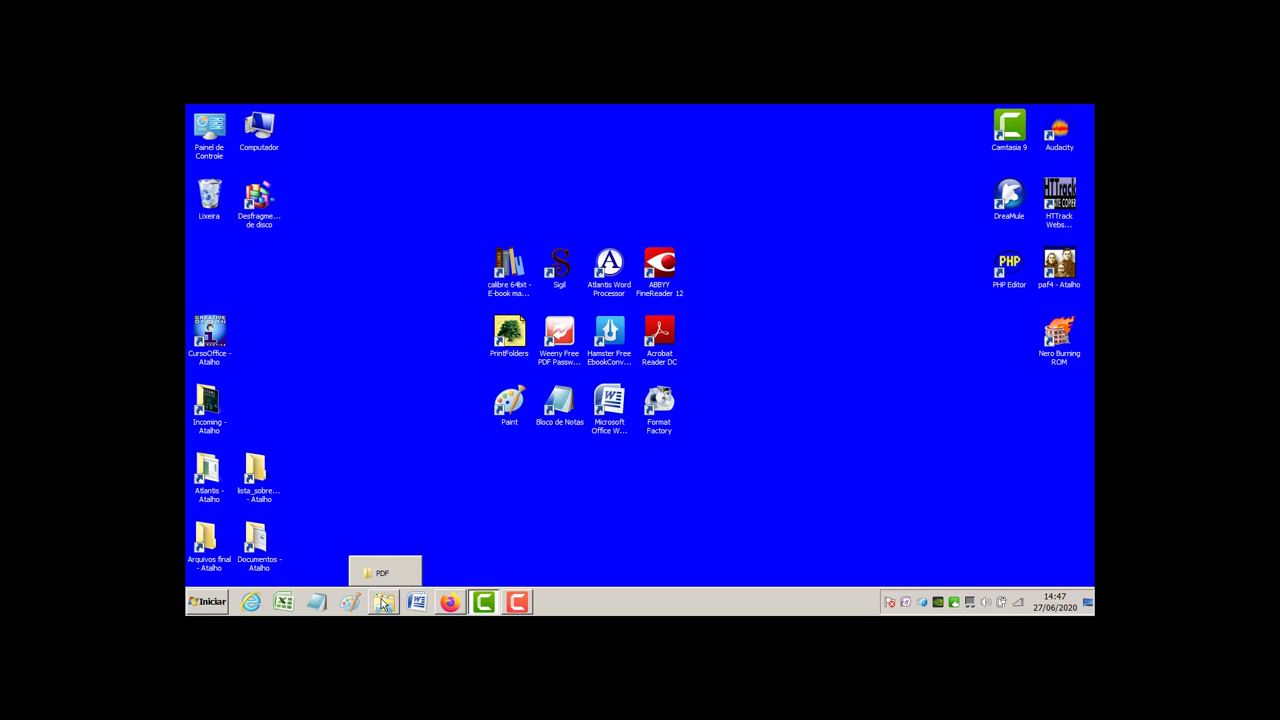 Painel de
Controle
Computador
Camtasia 9
Audacity
Lixeira
Desfragme...
de disco
DreaMule
HTTrack
HTTrack
Webs...
calibre 64bit -
E-book ma...
Sigil
Atlantis Word
Processor
ABBYY
FineReader 12
PHP
PHP Editor
paf4 - Atalho
CursoOffice -
Atalho
PrintFolders
Weeny Free
PDF Passw...
Hamster Free
EbookConv...
Acrobat
Reader DC
Nero Burning
ROM
Incoming -
Atalho
Paint
Bloco de Notas
Microsoft
Office W...
Format
Factory
Atlantis -
Atalho
lista_sobre...
- Atalho
Arquivos final
- Atalho
Documentos -
Atalho
PDF
Iniciar
14:47
27/06/2020